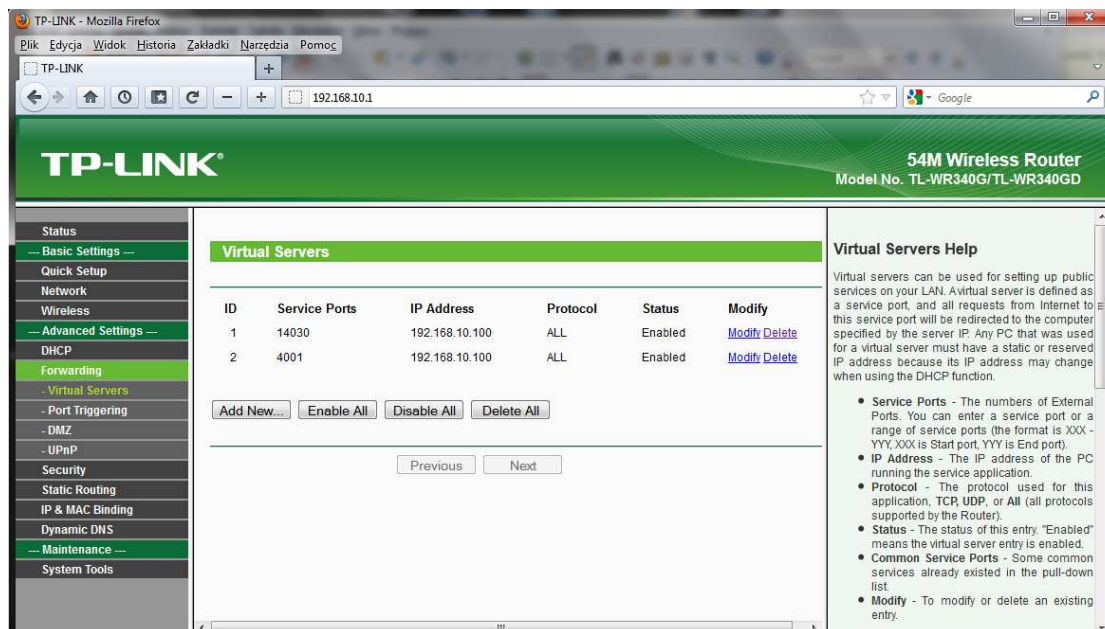 TP-LINK - Mozilla Firefox
Plik Edycja Widok Historia Zakładki Narzędzia Pomoc
TP-LINK
192.168.10.1
Google
TP-LINK®
54M Wireless Router
Model No. TL-WR340G/TL-WR340GD
Status
--- Basic Settings ---
Quick Setup
Network
Wireless
--- Advanced Settings ---
DHCP
Forwarding
- Virtual Servers
- Port Triggering
- DMZ
- UPnP
Security
Static Routing
IP & MAC Binding
Dynamic DNS
--- Maintenance ---
System Tools
Virtual Servers
ID Service Ports IP Address Protocol Status Modify
1 14030 192.168.10.100 ALL Enabled Modify Delete
2 4001 192.168.10.100 ALL Enabled Modify Delete
Add New... Enable All Disable All Delete All
Previous Next
Virtual Servers Help
Virtual servers can be used for setting up public
services on your LAN. A virtual server is defined as
a service port, and all requests from Internet to
this service port will be redirected to the computer
specified by the server IP. Any PC that was used
for a virtual server must have a static or reserved
IP address because its IP address may change
when using the DHCP function.
● Service Ports - The numbers of External
Ports. You can enter a service port or a
range of service ports (the format is XXX -
YYY, XXX is Start port, YYY is End port).
● IP Address - The IP address of the PC
running the service application.
● Protocol - The protocol used for this
application, TCP, UDP, or All (all protocols
supported by the Router).
● Status - The status of this entry. "Enabled"
means the virtual server entry is enabled.
● Common Service Ports - Some common
services already existed in the pull-down
list.
● Modify - To modify or delete an existing
entry.